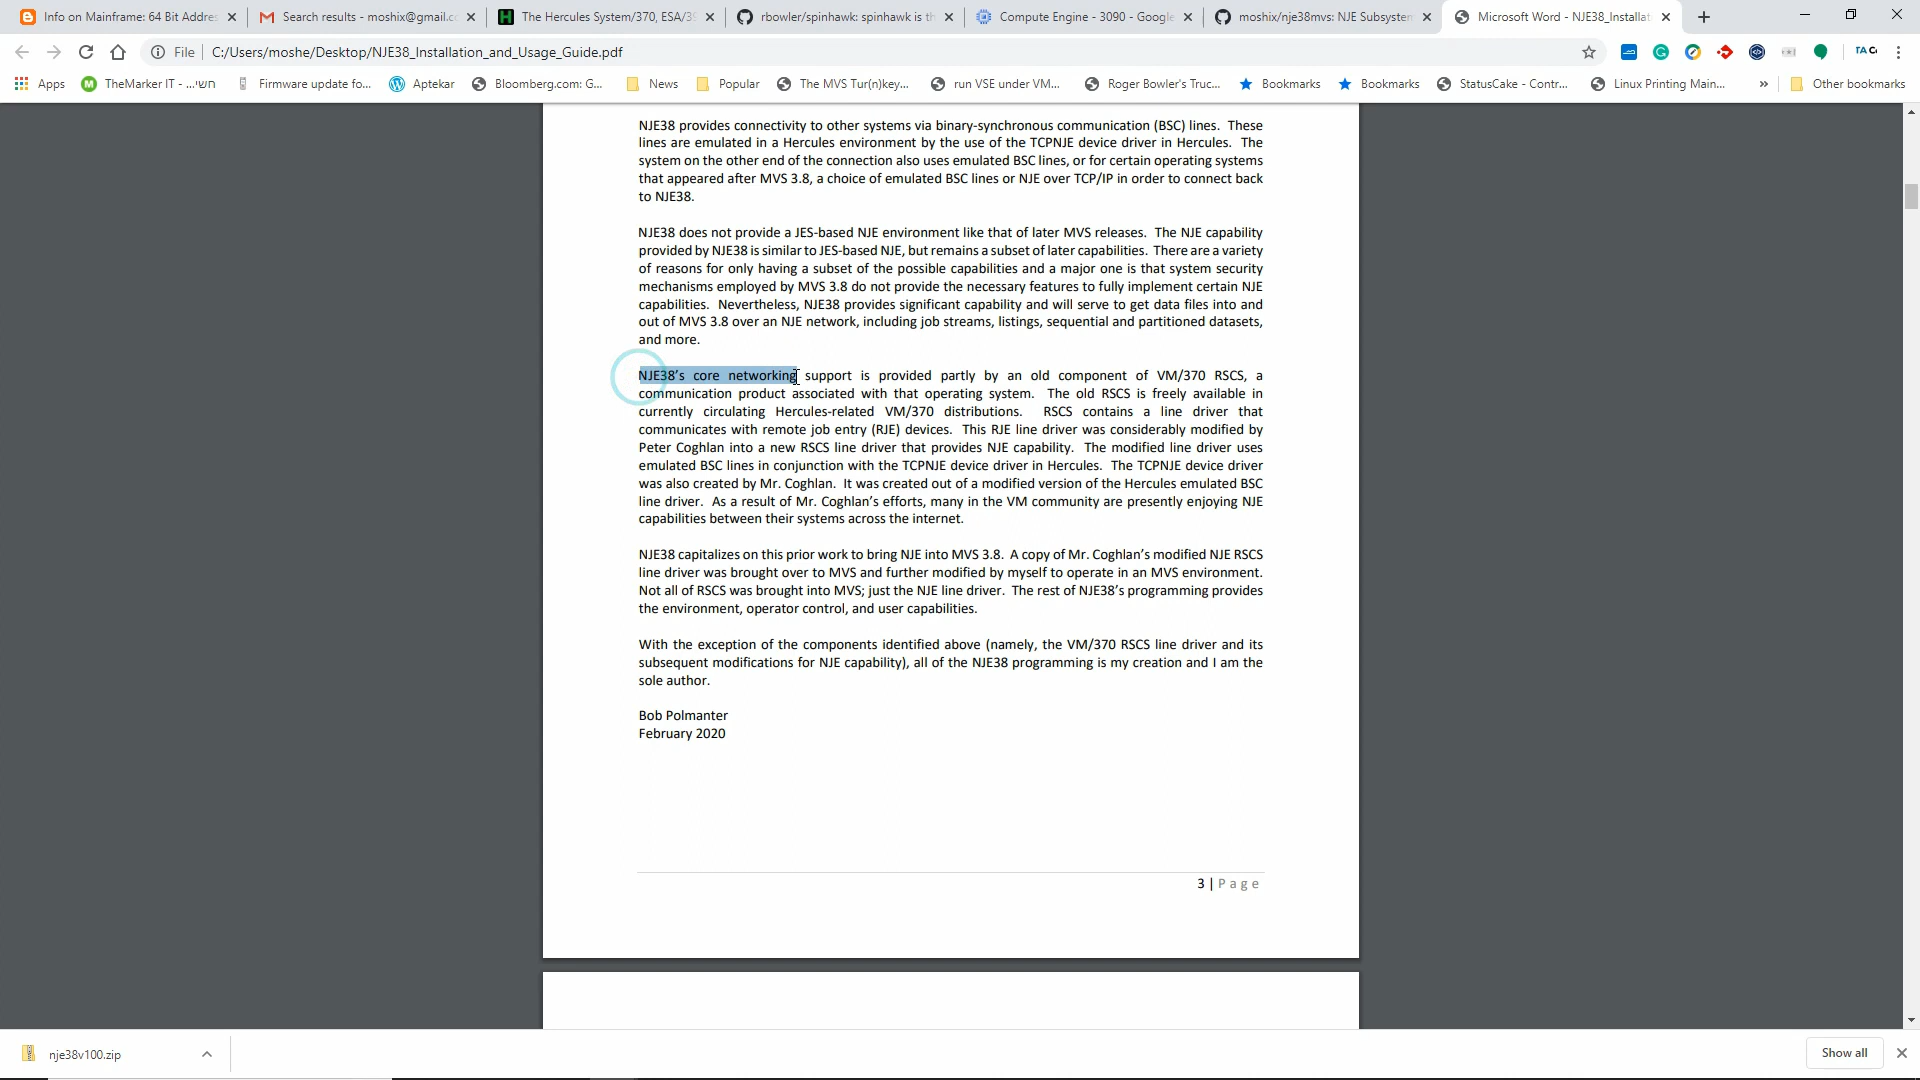 Info on Mainframe: 64 Bit Addre
Search results - moshix@gmail.c
The Hercules System/370, ESA/3
rbowler/spinhawk: spinhawk is t
Compute Engine - 3090 - Google
moshix/nje38mvs: NJE Subsystem
Microsoft Word - NJE38_Installat
File
C:/Users/moshe/Desktop/NJE38_Installation_and_Usage_Guide.pdf
Apps
TheMarker IT - ...חשי
Firmware update fo...
Aptekar
Bloomberg.com: G...
News
Popular
The MVS Tur(n)key...
run VSE under VM...
Roger Bowler's Truc...
Bookmarks
Bookmarks
StatusCake - Contr...
Linux Printing Main...
»
Other bookmarks
NJE38 provides connectivity to other systems via binary-synchronous communication (BSC) lines. These
lines are emulated in a Hercules environment by the use of the TCPNJE device driver in Hercules. The
system on the other end of the connection also uses emulated BSC lines, or for certain operating systems
that appeared after MVS 3.8, a choice of emulated BSC lines or NJE over TCP/IP in order to connect back
to NJE38.
NJE38 does not provide a JES-based NJE environment like that of later MVS releases. The NJE capability
provided by NJE38 is similar to JES-based NJE, but remains a subset of later capabilities. There are a variety
of reasons for only having a subset of the possible capabilities and a major one is that system security
mechanisms employed by MVS 3.8 do not provide the necessary features to fully implement certain NJE
capabilities. Nevertheless, NJE38 provides significant capability and will serve to get data files into and
out of MVS 3.8 over an NJE network, including job streams, listings, sequential and partitioned datasets,
and more.
NJE38's core networking support is provided partly by an old component of VM/370 RSCS, a
communication product associated with that operating system. The old RSCS is freely available in
currently circulating Hercules-related VM/370 distributions. RSCS contains a line driver that
communicates with remote job entry (RJE) devices. This RJE line driver was considerably modified by
Peter Coghlan into a new RSCS line driver that provides NJE capability. The modified line driver uses
emulated BSC lines in conjunction with the TCPNJE device driver in Hercules. The TCPNJE device driver
was also created by Mr. Coghlan. It was created out of a modified version of the Hercules emulated BSC
line driver. As a result of Mr. Coghlan's efforts, many in the VM community are presently enjoying NJE
capabilities between their systems across the internet.
NJE38 capitalizes on this prior work to bring NJE into MVS 3.8. A copy of Mr. Coghlan's modified NJE RSCS
line driver was brought over to MVS and further modified by myself to operate in an MVS environment.
Not all of RSCS was brought into MVS; just the NJE line driver. The rest of NJE38's programming provides
the environment, operator control, and user capabilities.
With the exception of the components identified above (namely, the VM/370 RSCS line driver and its
subsequent modifications for NJE capability), all of the NJE38 programming is my creation and I am the
sole author.
Bob Polmanter
February 2020
3 | P a g e
nje38v100.zip
Show all